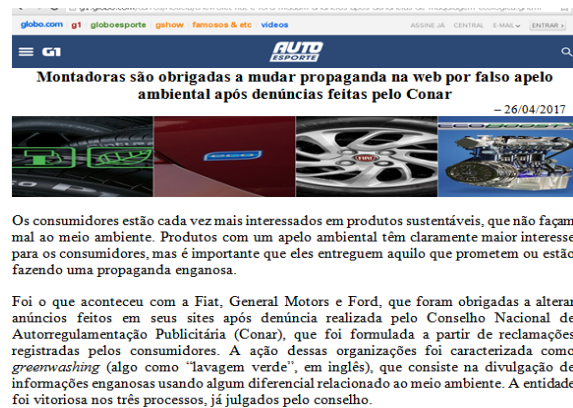 globo.com g1 globoesporte gshow famosos & etc vídeos ASSINE JÁ CENTRAL E-MAIL ENTRAR ›
G1 AUTO ESPORTE
Montadoras são obrigadas a mudar propaganda na web por falso apelo
ambiental após denúncias feitas pelo Conar
– 26/04/2017
eco FIAT ECOBOOST
Os consumidores estão cada vez mais interessados em produtos sustentáveis, que não façam
mal ao meio ambiente. Produtos com um apelo ambiental têm claramente maior interesse
para os consumidores, mas é importante que eles entreguem aquilo que prometem ou estão
fazendo uma propaganda enganosa.
Foi o que aconteceu com a Fiat, General Motors e Ford, que foram obrigadas a alterar
anúncios feitos em seus sites após denúncia realizada pelo Conselho Nacional de
Autorregulamentação Publicitária (Conar), que foi formulada a partir de reclamações
registradas pelos consumidores. A ação dessas organizações foi caracterizada como
greenwashing (algo como “lavagem verde”, em inglês), que consiste na divulgação de
informações enganosas usando algum diferencial relacionado ao meio ambiente. A entidade
foi vitoriosa nos três processos, já julgados pelo conselho.